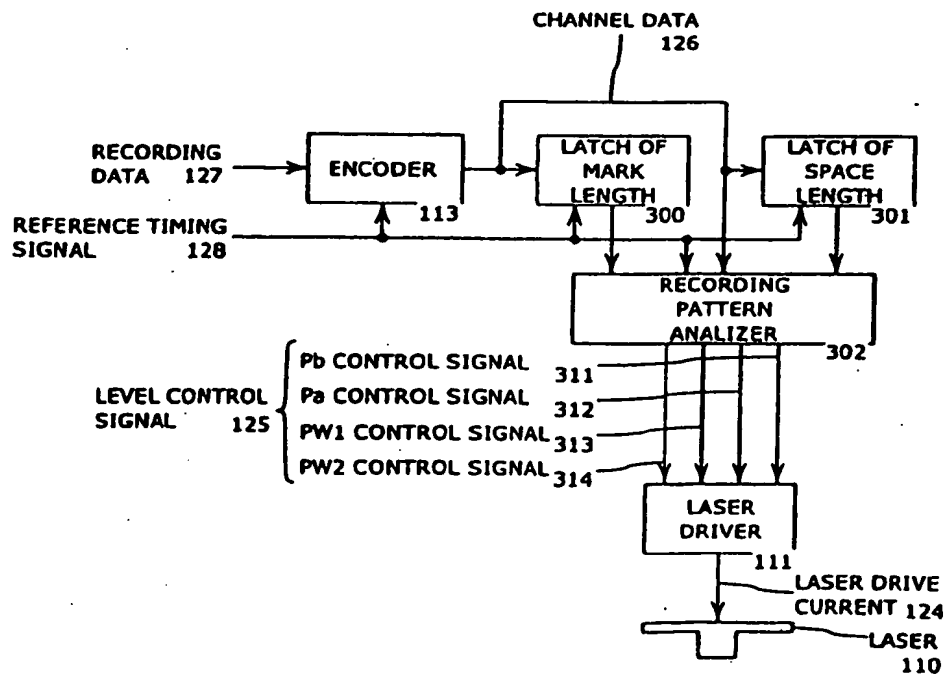 CHANNEL DATA
126
RECORDING
DATA 127
ENCODER
113
LATCH OF
MARK
LENGTH
300
LATCH OF
SPACE
LENGTH
301
REFERENCE TIMING
SIGNAL 128
RECORDING
PATTERN
ANALIZER
302
LEVEL CONTROL
SIGNAL 125
Pb CONTROL SIGNAL 311
Pa CONTROL SIGNAL 312
PW1 CONTROL SIGNAL 313
PW2 CONTROL SIGNAL 314
LASER
DRIVER
111
LASER DRIVE
CURRENT 124
LASER
110